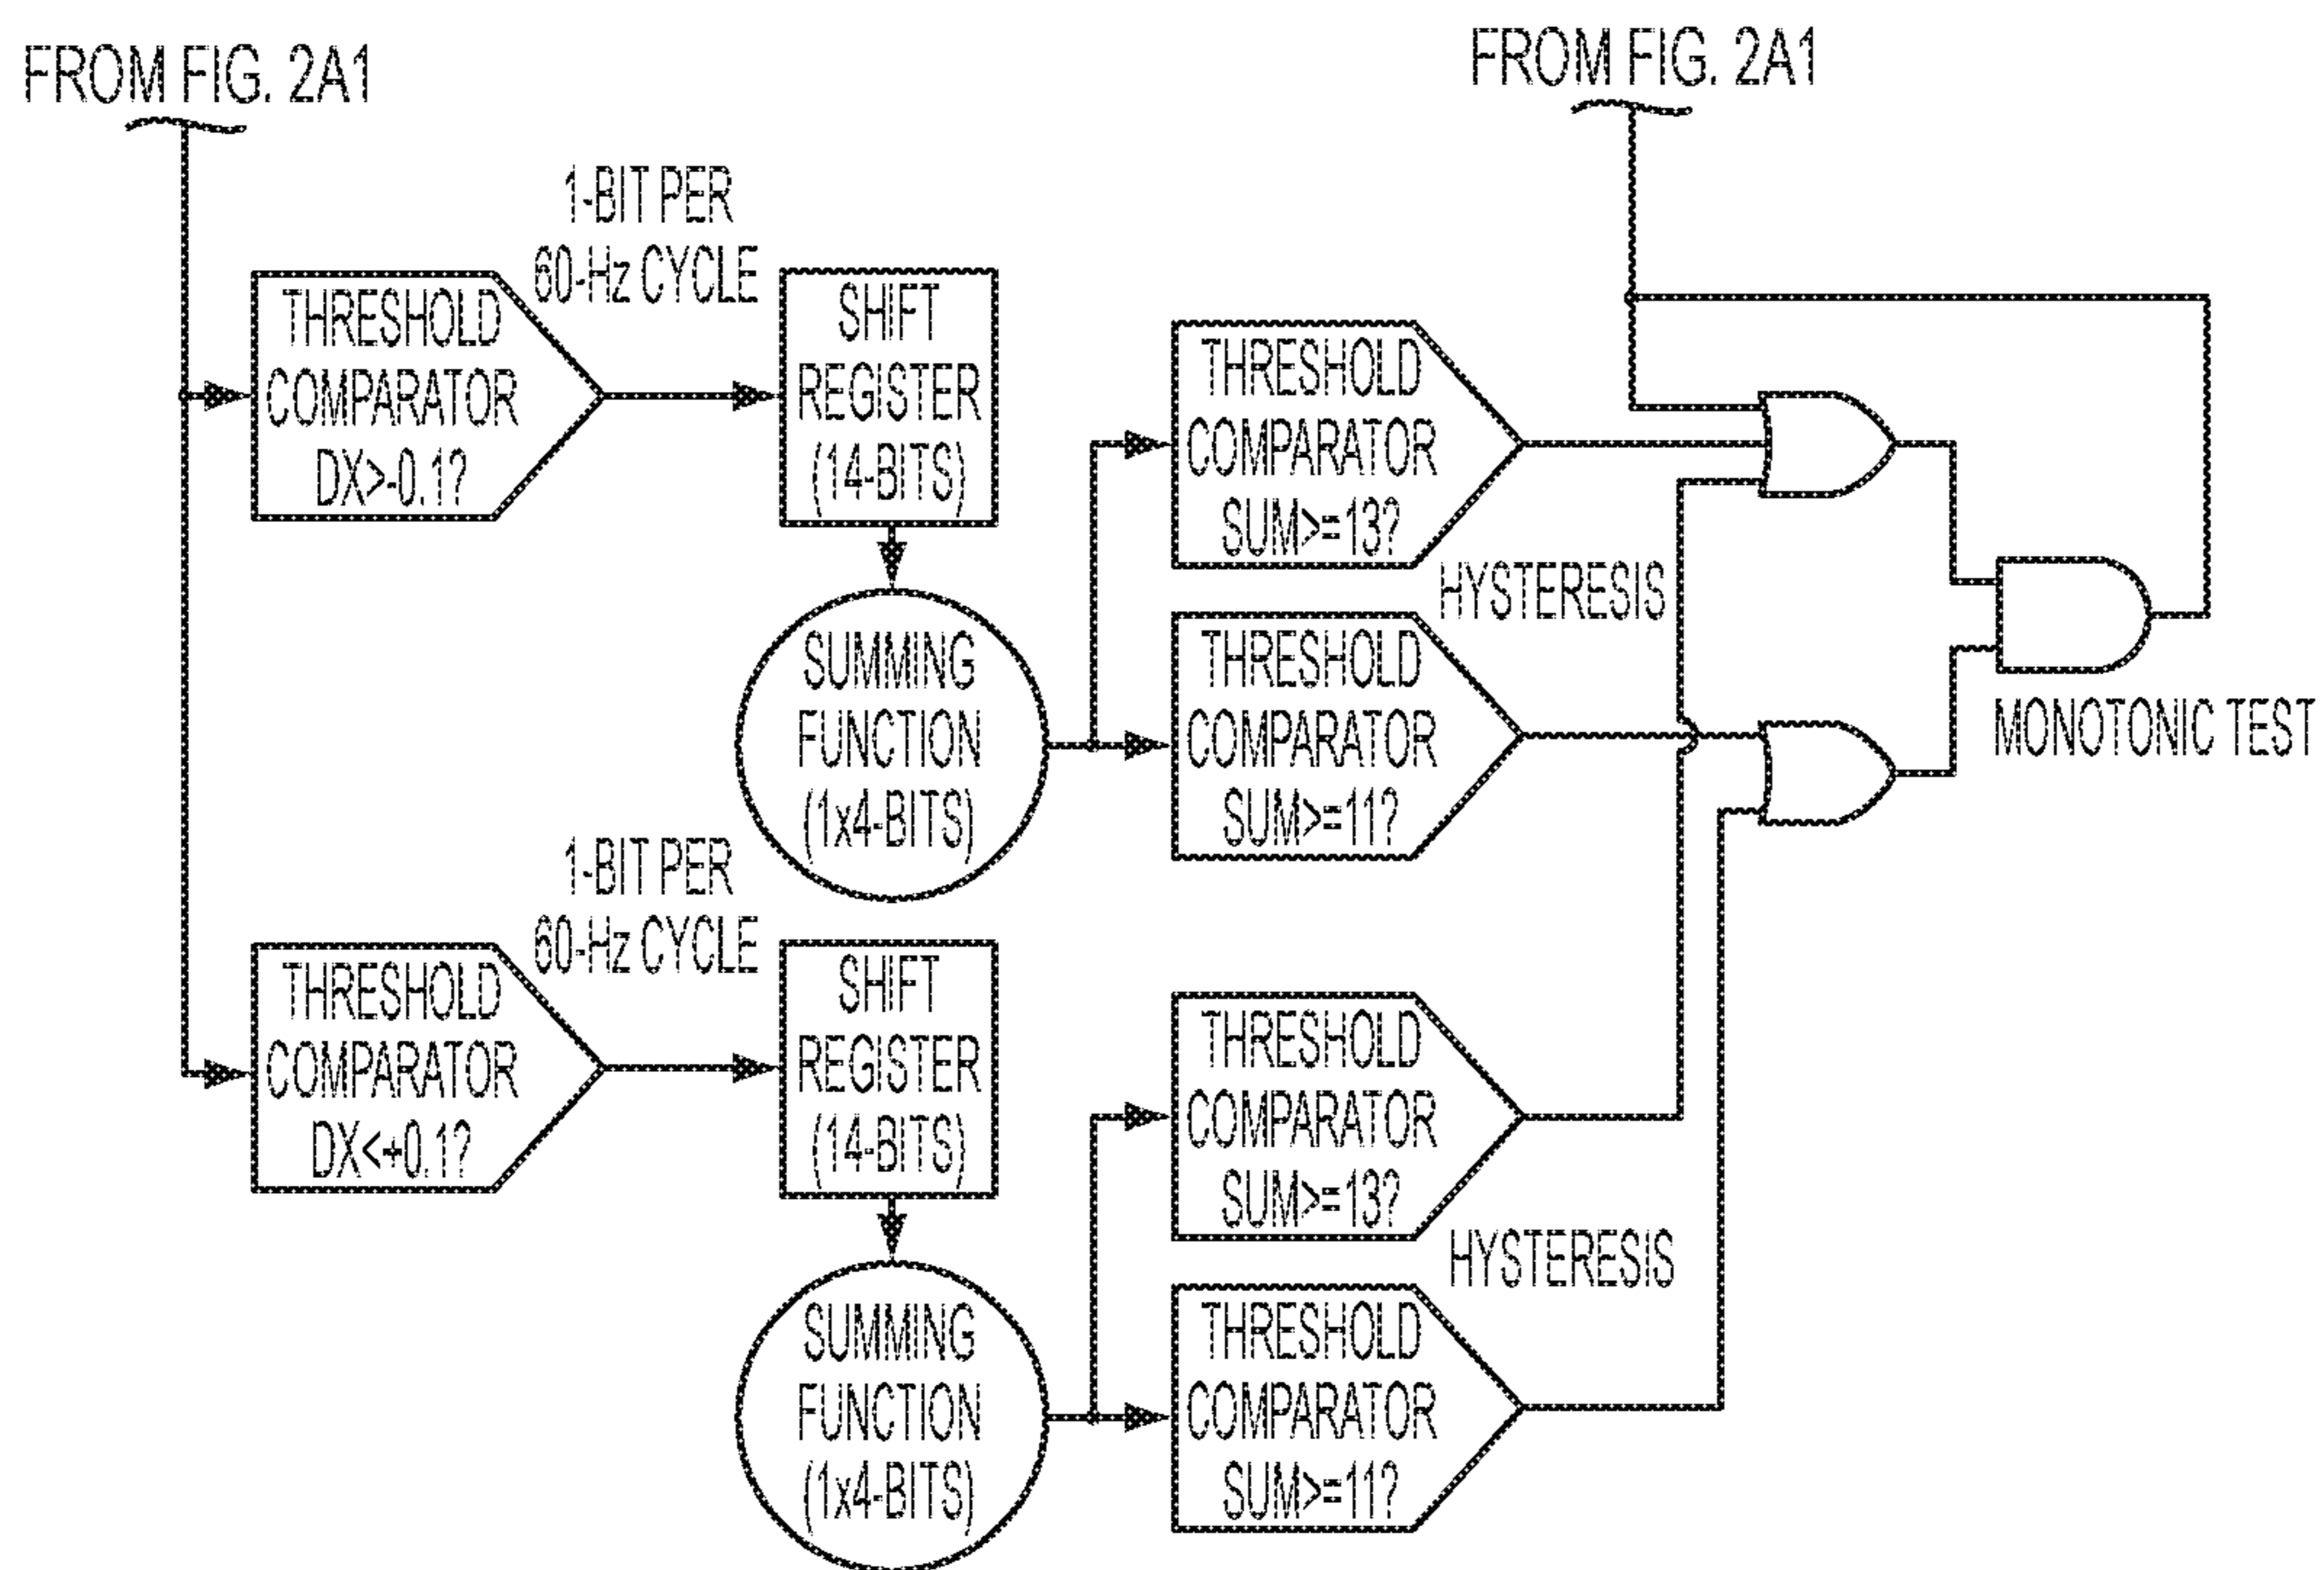 FROM FIG. 2A1
FROM FIG. 2A1
1-BIT PER
60-Hz CYCLE
THRESHOLD
COMPARATOR
DX>-0.1?
SHIFT
REGISTER
(14-BITS)
THRESHOLD
COMPARATOR
SUM>=13?
HYSTERESIS
SUMMING
FUNCTION
(1x4-BITS)
THRESHOLD
COMPARATOR
SUM>=11?
MONOTONIC TEST
1-BIT PER
60-Hz CYCLE
THRESHOLD
COMPARATOR
DX<+0.1?
SHIFT
REGISTER
(14-BITS)
THRESHOLD
COMPARATOR
SUM>=13?
HYSTERESIS
SUMMING
FUNCTION
(1x4-BITS)
THRESHOLD
COMPARATOR
SUM>=11?